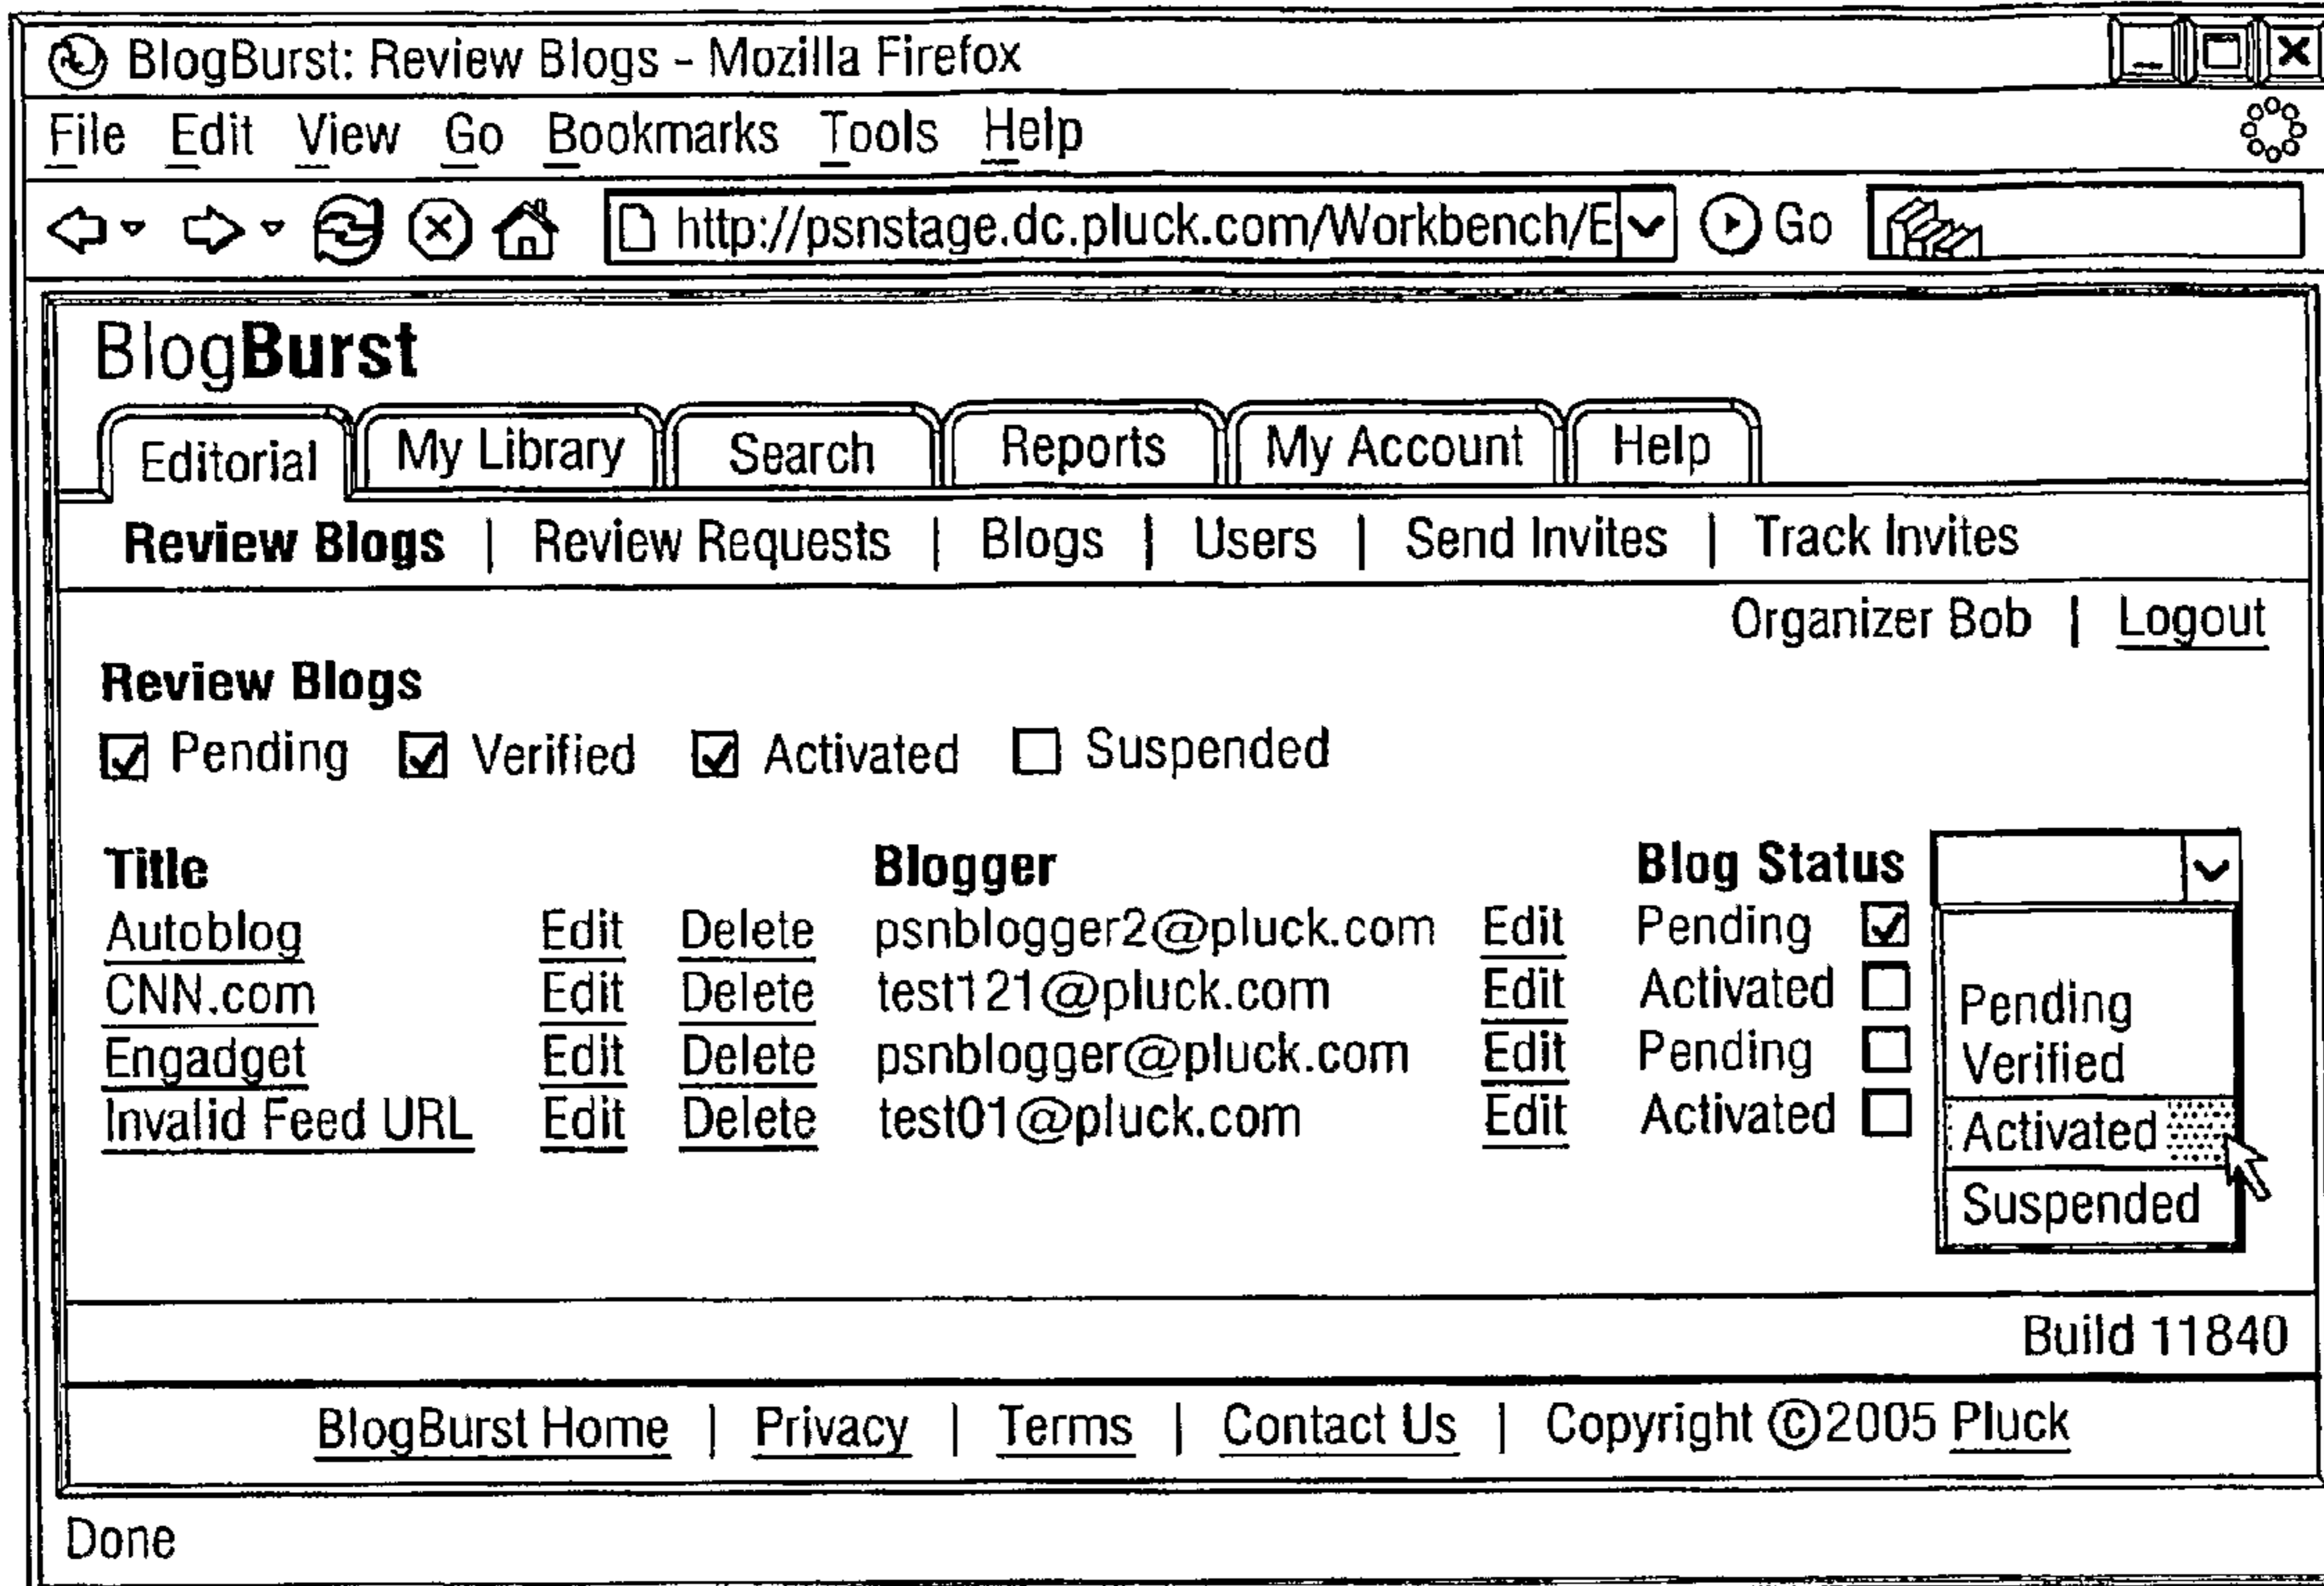 BlogBurst: Review Blogs - Mozilla Firefox
File Edit View Go Bookmarks Tools Help
http://psnstage.dc.pluck.com/Workbench/E Go
BlogBurst
Editorial My Library Search Reports My Account Help
Review Blogs | Review Requests | Blogs | Users | Send Invites | Track Invites
Organizer Bob | Logout
Review Blogs
Pending Verified Activated Suspended
Title Blogger Blog Status
Autoblog Edit Delete psnblogger2@pluck.com Edit Pending
CNN.com Edit Delete test121@pluck.com Edit Activated
Engadget Edit Delete psnblogger@pluck.com Edit Pending
Invalid Feed URL Edit Delete test01@pluck.com Edit Activated
Pending
Verified
Activated
Suspended
Build 11840
BlogBurst Home | Privacy | Terms | Contact Us | Copyright ©2005 Pluck
Done